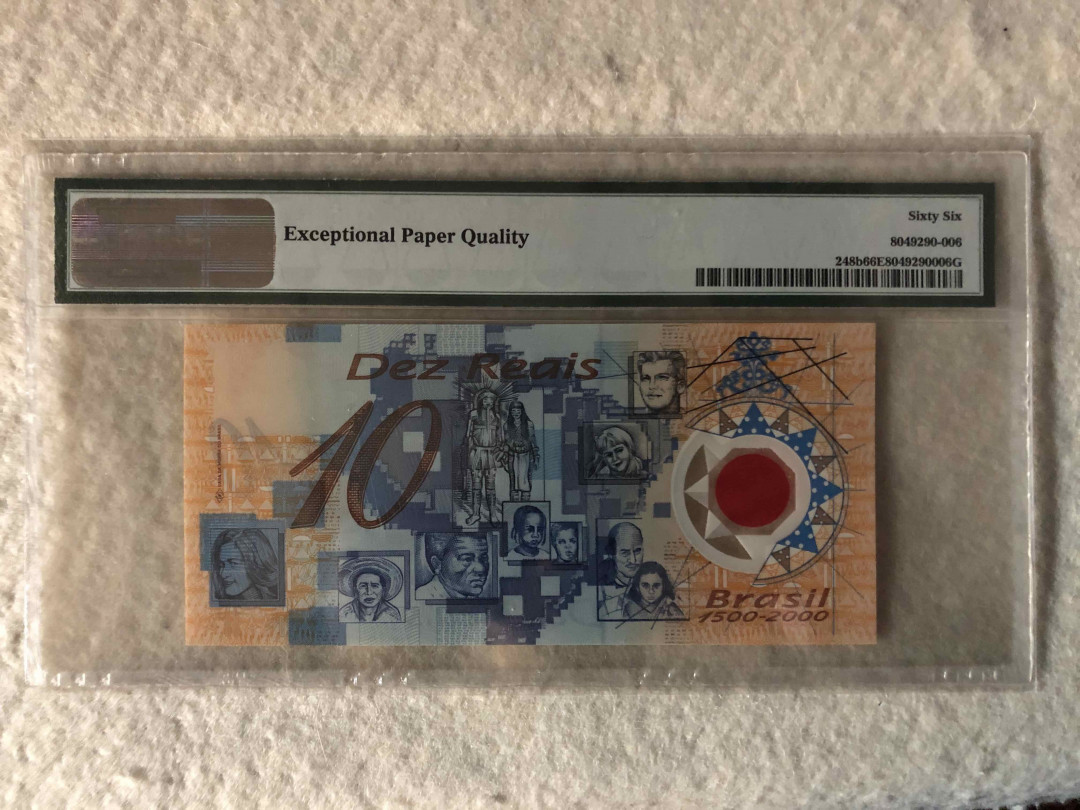 Exceptional Paper Quality
Sixty Six
8049290-006
248b66E8049290006G
Dez Reais
10
Brasil
1500-2000